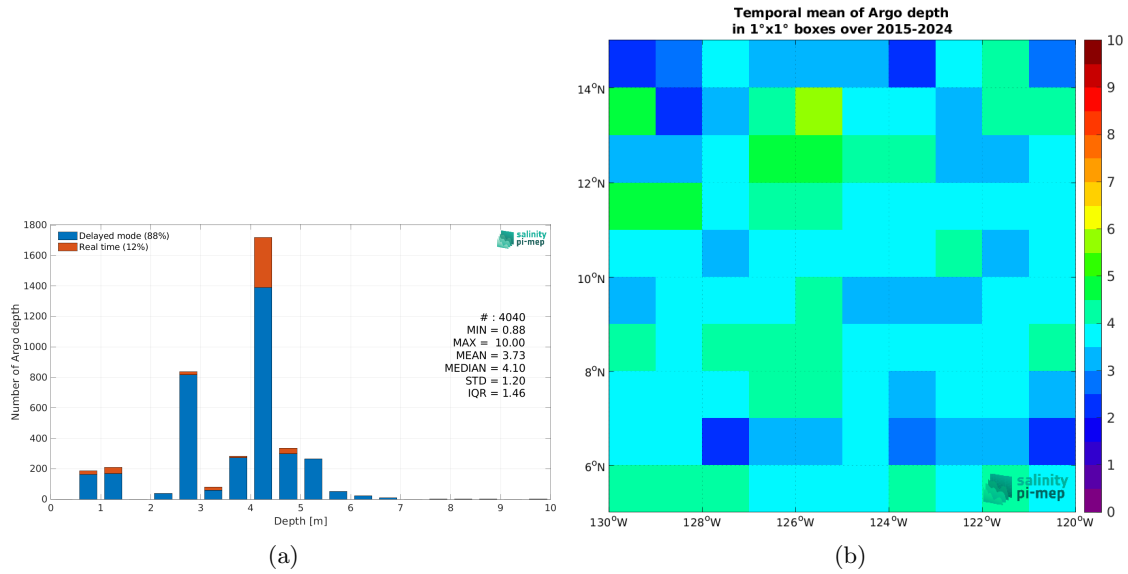 1800
1600
1400
1200
1000
800
600
400
200
0
Number of Argo depth
Delayed mode (88%)
Real time (12%)
salinity
pi-mep
# : 4040
MIN = 0.88
MAX = 10.00
MEAN = 3.73
MEDIAN = 4.10
STD = 1.20
IQR = 1.46
0 1 2 3 4 5 6 7 8 9 10
Depth [m]
(a)
Temporal mean of Argo depth
in 1°x1° boxes over 2015-2024
14°N
12°N
10°N
8°N
6°N
130°W 128°W 126°W 124°W 122°W 120°W
salinity
pi-mep
10
9
8
7
6
5
4
3
2
1
0
(b)